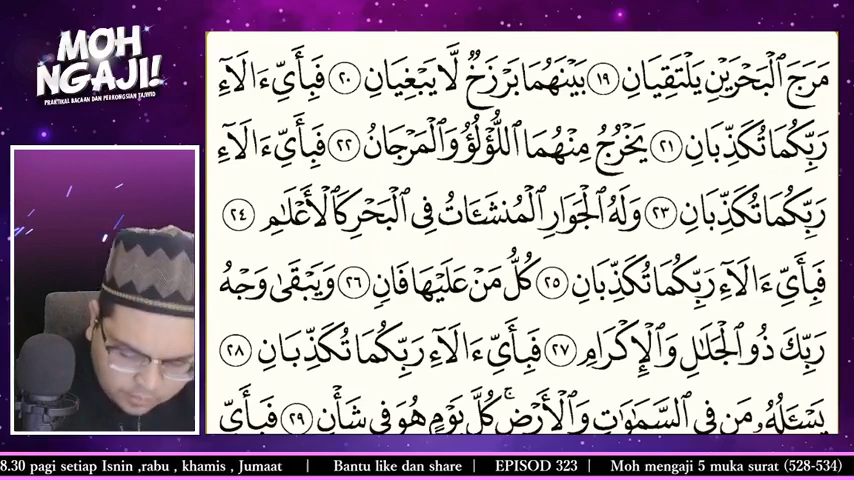 MOH
NGAJI!
PRAKTIKAL BACAAN DAN PERKONGSIAN TAJWID
مَرَجَ ٱلْبَحْرَيْنِ يَلْتَقِيَانِ ١٩ بَيْنَهُمَا بَرْزَخٌ لَّا يَبْغِيَانِ ٢٠ فَبِأَىِّ ءَالَآءِ
رَبِّكُمَا تُكَذِّبَانِ ٢١ يَخْرُجُ مِنْهُمَا ٱللُّؤْلُؤُ وَٱلْمَرْجَانُ ٢٢ فَبِأَىِّ ءَالَآءِ
رَبِّكُمَا تُكَذِّبَانِ ٢٣ وَلَهُ ٱلْجَوَارِ ٱلْمُنشَـَٔاتُ فِى ٱلْبَحْرِ كَٱلْأَعْلَـٰمِ ٢٤
فَبِأَىِّ ءَالَآءِ رَبِّكُمَا تُكَذِّبَانِ ٢٥ كُلُّ مَنْ عَلَيْهَا فَانٍ ٢٦ وَيَبْقَىٰ وَجْهُ
رَبِّكَ ذُو ٱلْجَلَـٰلِ وَٱلْإِكْرَامِ ٢٧ فَبِأَىِّ ءَالَآءِ رَبِّكُمَا تُكَذِّبَانِ ٢٨
يَسْـَٔلُهُۥ مَن فِى ٱلسَّمَـٰوَٰتِ وَٱلْأَرْضِ ۚ كُلَّ يَوْمٍ هُوَ فِى شَأْنٍ ٢٩ فَبِأَىِّ
8.30 pagi setiap Isnin ,rabu , khamis , Jumaat | Bantu like dan share | EPISOD 323 | Moh mengaji 5 muka surat (528-534)